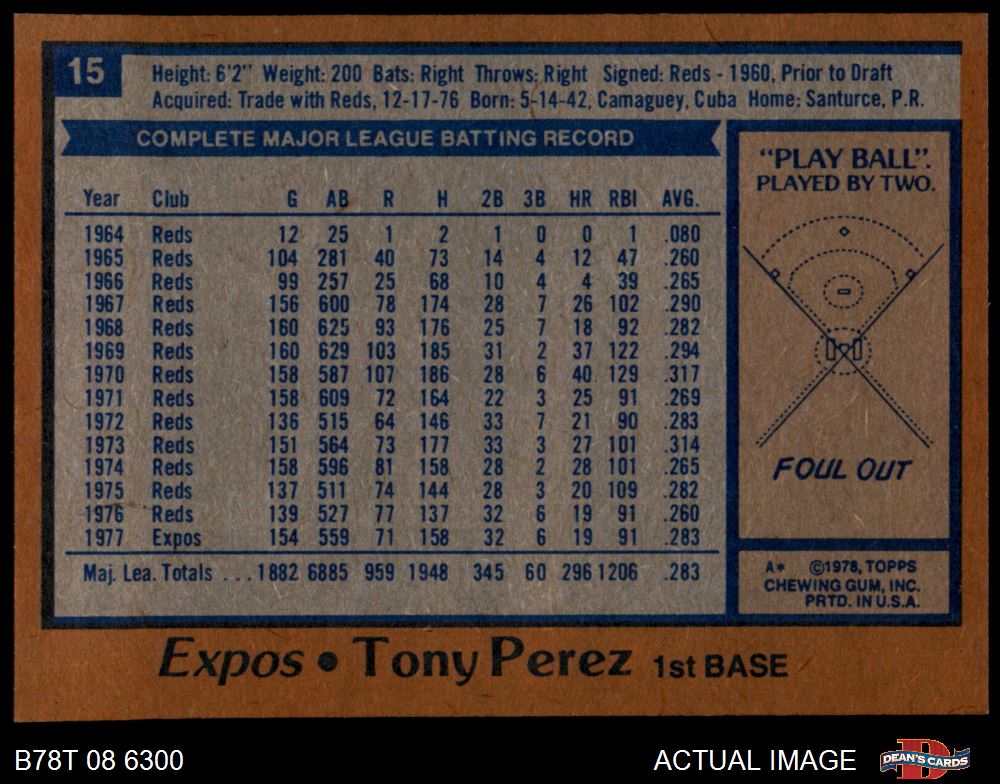 15
Height: 6'2" Weight: 200 Bats: Right Throws: Right Signed: Reds - 1960, Prior to Draft
Acquired: Trade with Reds, 12-17-76 Born: 5-14-42, Camaguey, Cuba Home: Santurce, P.R.
COMPLETE MAJOR LEAGUE BATTING RECORD
Year Club G AB R H 2B 3B HR RBI AVG.
1964 Reds 12 25 1 2 1 0 0 1 .080
1965 Reds 104 281 40 73 14 4 12 47 .260
1966 Reds 99 257 25 68 10 4 4 39 .265
1967 Reds 156 600 78 174 28 7 26 102 .290
1968 Reds 160 625 93 176 25 7 18 92 .282
1969 Reds 160 629 103 185 31 2 37 122 .294
1970 Reds 158 587 107 186 28 6 40 129 .317
1971 Reds 158 609 72 164 22 3 25 91 .269
1972 Reds 136 515 64 146 33 7 21 90 .283
1973 Reds 151 564 73 177 33 3 27 101 .314
1974 Reds 158 596 81 158 28 2 28 101 .265
1975 Reds 137 511 74 144 28 3 20 109 .282
1976 Reds 139 527 77 137 32 6 19 91 .260
1977 Expos 154 559 71 158 32 6 19 91 .283
Maj. Lea. Totals ...1882 6885 959 1948 345 60 296 1206 .283
"PLAY BALL".
PLAYED BY TWO.
FOUL OUT
A* ©1978, TOPPS
CHEWING GUM, INC.
PRTD. IN U.S.A.
Expos • Tony Perez 1st BASE
B78T 08 6300
ACTUAL IMAGE
D
DEAN'S CARDS